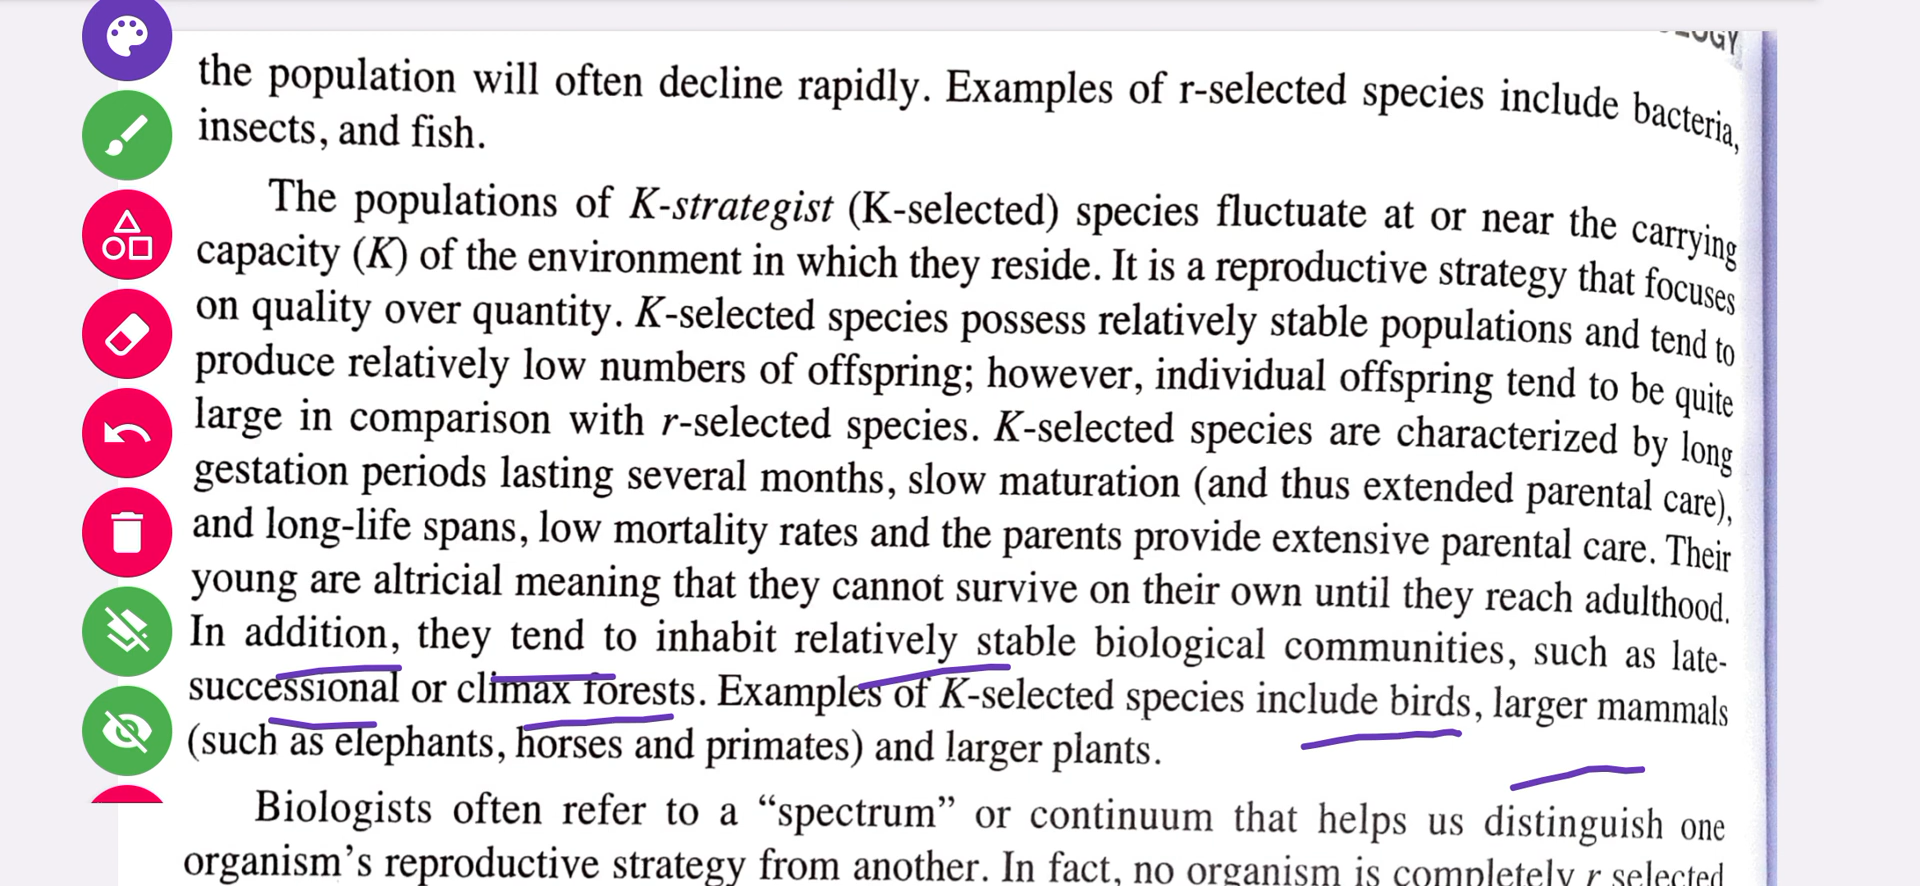 OGY
the population will often decline rapidly. Examples of r-selected species include bacteria,
insects, and fish.
The populations of K-strategist (K-selected) species fluctuate at or near the carrying
capacity (K) of the environment in which they reside. It is a reproductive strategy that focuses
on quality over quantity. K-selected species possess relatively stable populations and tend to
produce relatively low numbers of offspring; however, individual offspring tend to be quite
large in comparison with r-selected species. K-selected species are characterized by long
gestation periods lasting several months, slow maturation (and thus extended parental care),
and long-life spans, low mortality rates and the parents provide extensive parental care. Their
young are altricial meaning that they cannot survive on their own until they reach adulthood.
In addition, they tend to inhabit relatively stable biological communities, such as late-
successional or climax forests. Examples of K-selected species include birds, larger mammals
(such as elephants, horses and primates) and larger plants.
Biologists often refer to a “spectrum” or continuum that helps us distinguish one
organism’s reproductive strategy from another. In fact, no organism is completely r selected